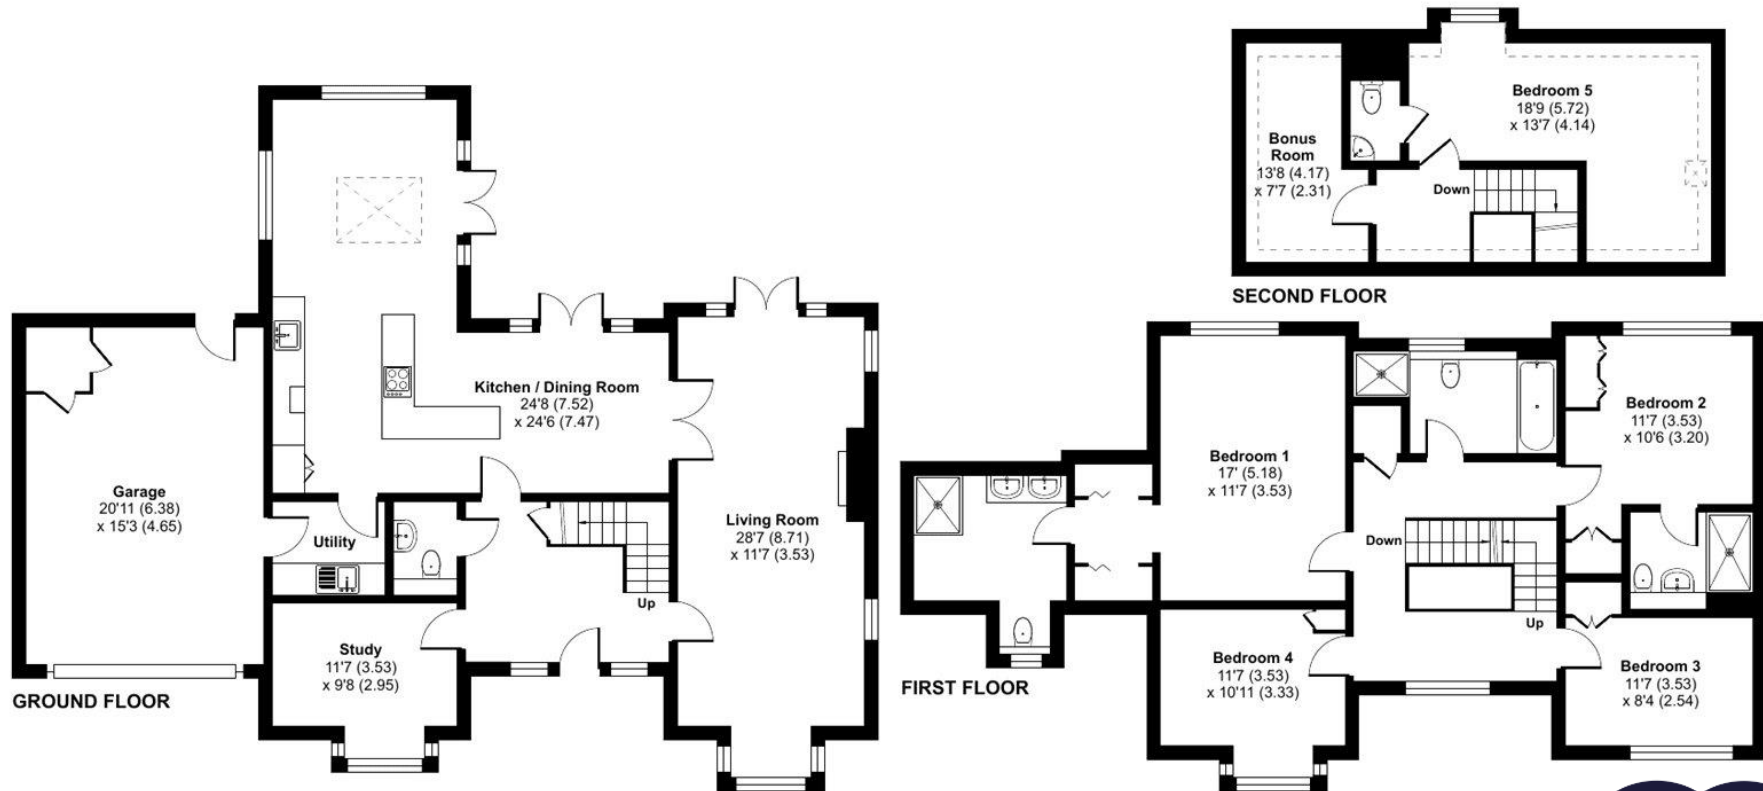 Kitchen / Dining Room
24'8 (7.52)
x 24'6 (7.47)
Garage
20'11 (6.38)
x 15'3 (4.65)
Utility
Living Room
28'7 (8.71)
x 11'7 (3.53)
Up
Study
11'7 (3.53)
x 9'8 (2.95)
GROUND FLOOR
Bedroom 5
18'9 (5.72)
x 13'7 (4.14)
Bonus
Room
13'8 (4.17)
x 7'7 (2.31)
Down
SECOND FLOOR
Bedroom 1
17' (5.18)
x 11'7 (3.53)
Bedroom 2
11'7 (3.53)
x 10'6 (3.20)
Down
Up
Bedroom 4
11'7 (3.53)
x 10'11 (3.33)
Bedroom 3
11'7 (3.53)
x 8'4 (2.54)
FIRST FLOOR